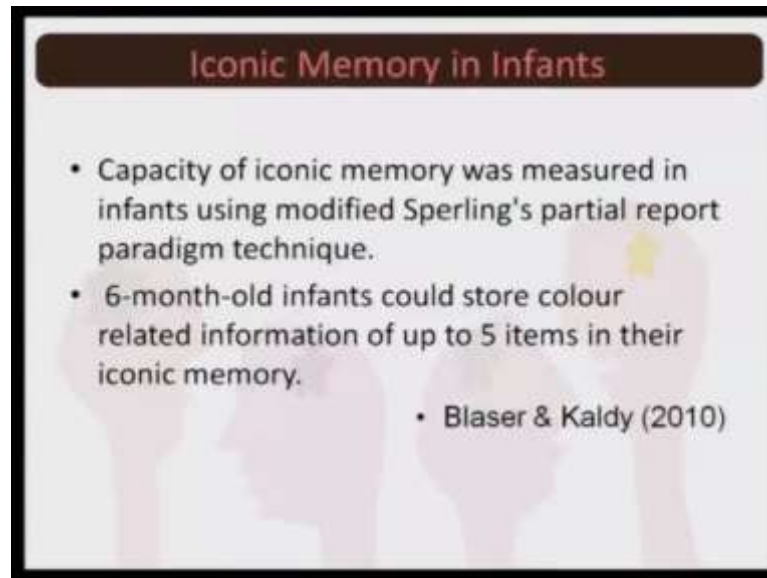 Iconic Memory in Infants
• Capacity of iconic memory was measured in
infants using modified Sperling's partial report
paradigm technique.
• 6-month-old infants could store colour
related information of up to 5 items in their
iconic memory.
• Blaser & Kaldy (2010)